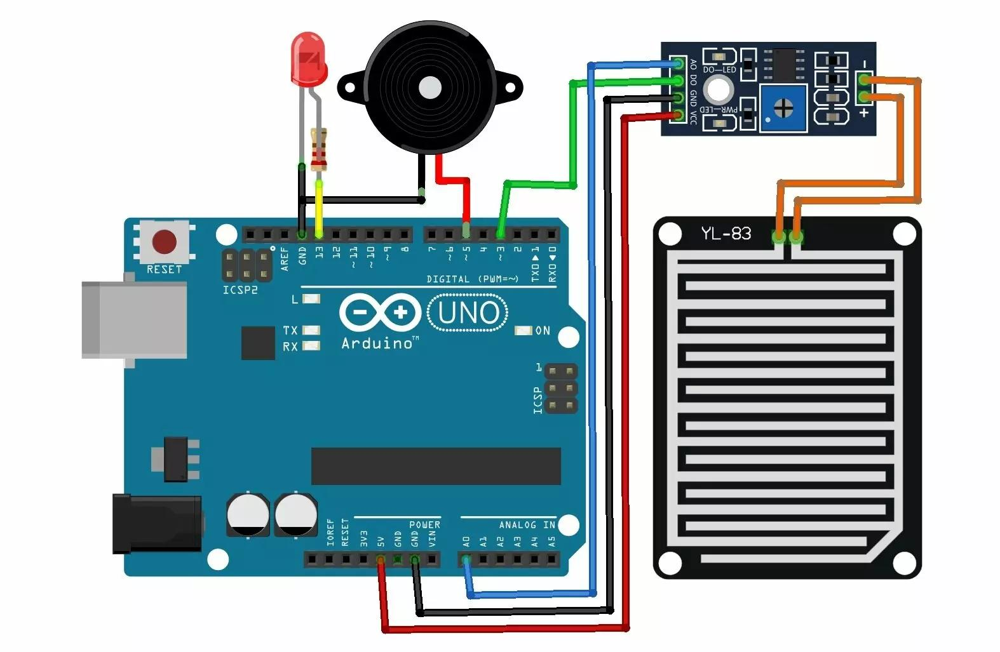 AO
DO
GND
VCC
DO—LED
PWR—LED
-
+
YL-83
RESET
ICSP2
AREF
GND
13
12
~11
~10
~9
8
7
~6
~5
4
~3
2
TXO▶1
RXO◀0
DIGITAL (PWM=~)
L
TX
RX
- +
UNO
Arduino™
ON
1
ICSP
IOREF
RESET
3V3
5V
GND
GND
VIN
POWER
ANALOG IN
A0
A1
A2
A3
A4
A5